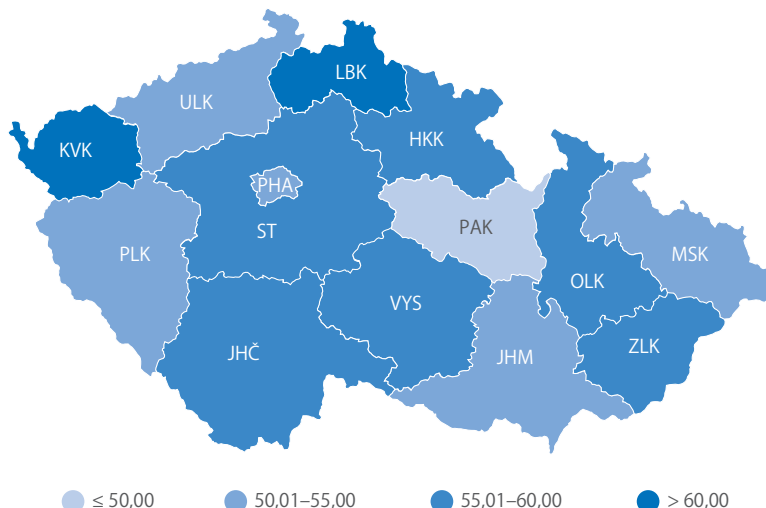 LBK
ULK
HKK
KVK
PHA
PAK
ST
PLK
MSK
OLK
VYS
ZLK
JHČ
JHM
≤ 50,00 50,01–55,00 55,01–60,00 > 60,00